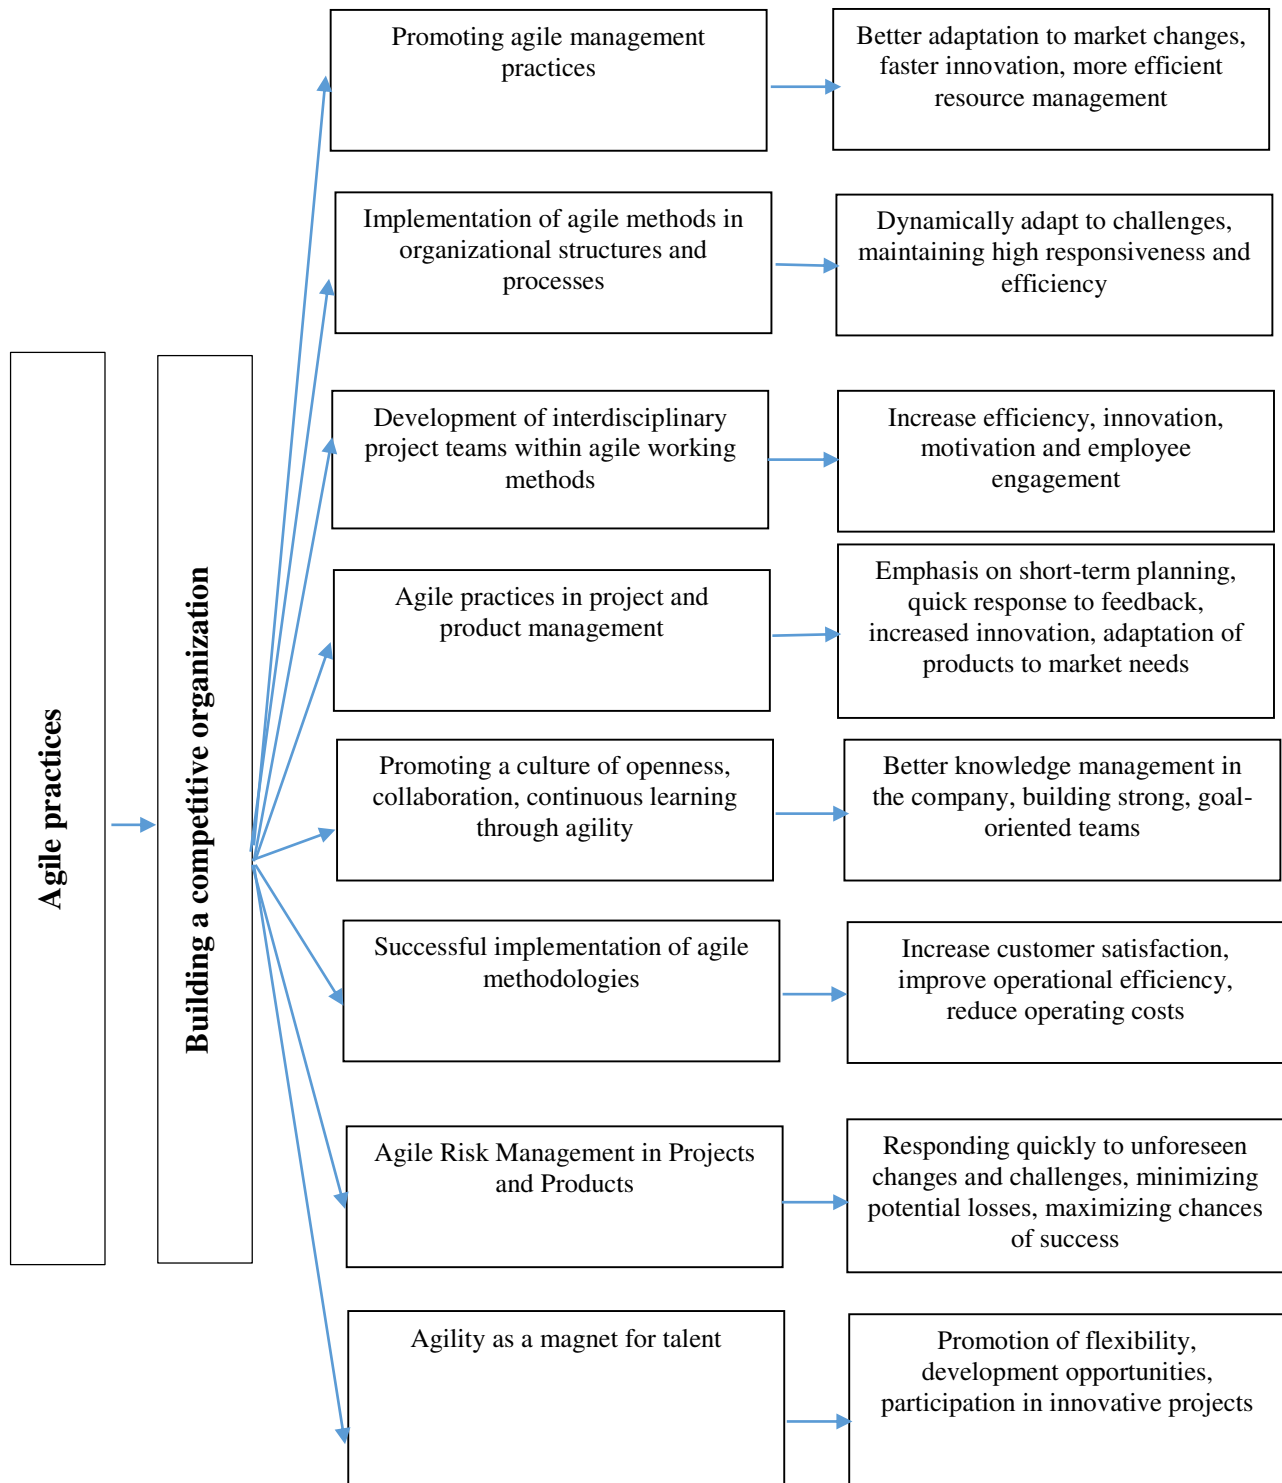 Agile practices
Building a competitive organization
Promoting agile management
practices
Better adaptation to market changes,
faster innovation, more efficient
resource management
Implementation of agile methods in
organizational structures and
processes
Dynamically adapt to challenges,
maintaining high responsiveness and
efficiency
Development of interdisciplinary
project teams within agile working
methods
Increase efficiency, innovation,
motivation and employee
engagement
Agile practices in project and
product management
Emphasis on short-term planning,
quick response to feedback,
increased innovation, adaptation of
products to market needs
Promoting a culture of openness,
collaboration, continuous learning
through agility
Better knowledge management in
the company, building strong, goal-
oriented teams
Successful implementation of agile
methodologies
Increase customer satisfaction,
improve operational efficiency,
reduce operating costs
Agile Risk Management in Projects
and Products
Responding quickly to unforeseen
changes and challenges, minimizing
potential losses, maximizing chances
of success
Agility as a magnet for talent
Promotion of flexibility,
development opportunities,
participation in innovative projects